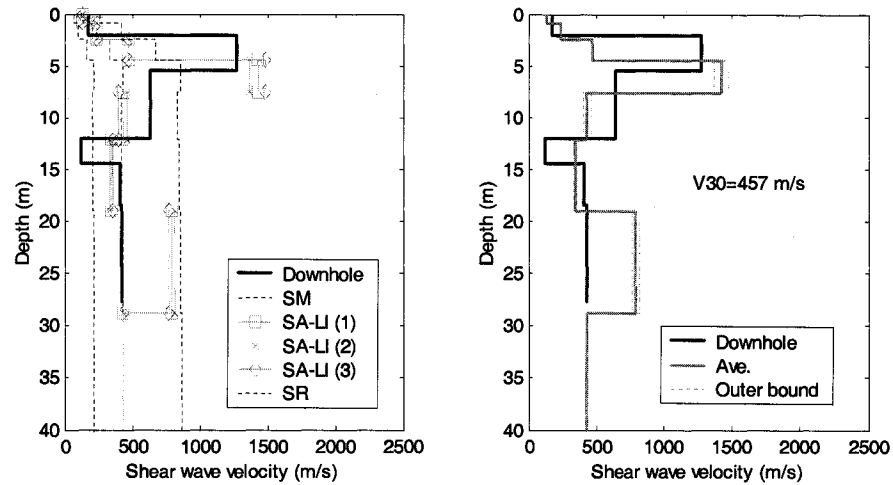 0
5
10
15
20
25
30
35
40
Depth (m)
0 500 1000 1500 2000 2500
Shear wave velocity (m/s)
Downhole
SM
SA-LI (1)
SA-LI (2)
SA-LI (3)
SR
0
5
10
15
20
25
30
35
40
Depth (m)
0 500 1000 1500 2000 2500
Shear wave velocity (m/s)
V30=457 m/s
Downhole
Ave.
Outer bound